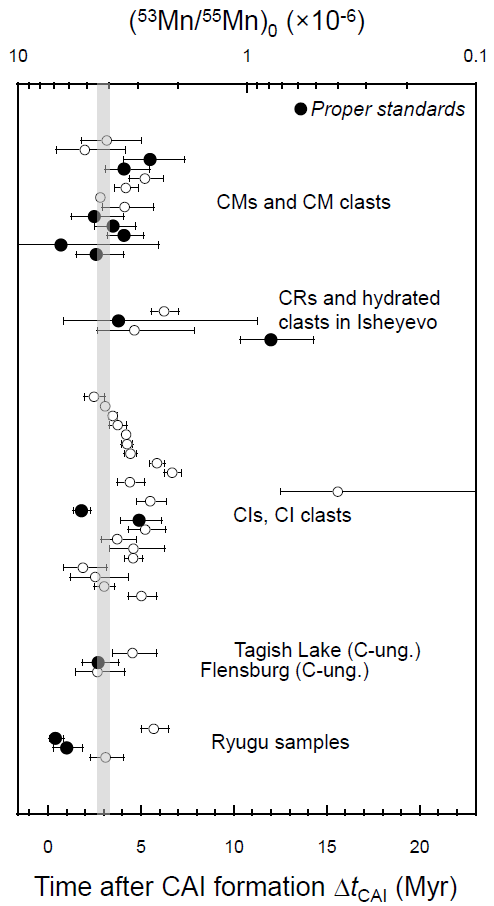 (⁵³Mn/⁵⁵Mn)₀ (×10⁻⁶)
10 1 0.1
Proper standards
CMs and CM clasts
CRs and hydrated
clasts in Isheyevo
CIs, CI clasts
Tagish Lake (C-ung.)
Flensburg (C-ung.)
Ryugu samples
0 5 10 15 20
Time after CAI formation Δt_CAI (Myr)